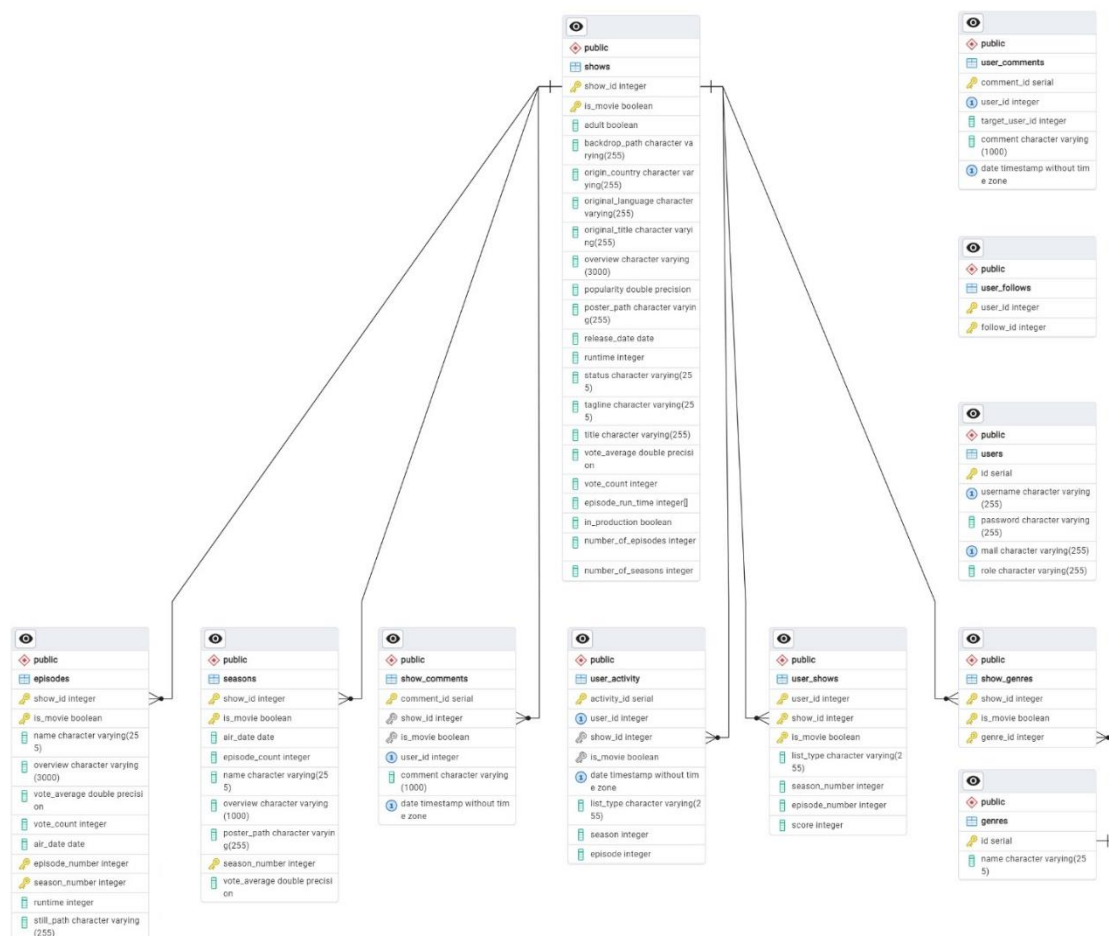 public
shows
show_id integer
is_movie boolean
adult boolean
backdrop_path character va
rying(255)
origin_country character var
ying(255)
original_language character
varying(255)
original_title character varyi
ng(255)
overview character varying
(3000)
popularity double precision
poster_path character varyin
g(255)
release_date date
runtime integer
status character varying(25
5)
tagline character varying(25
5)
title character varying(255)
vote_average double precisi
on
vote_count integer
episode_run_time integer[]
in_production boolean
number_of_episodes integer
number_of_seasons integer
public
user_comments
comment_id serial
user_id integer
target_user_id integer
comment character varying
(1000)
date timestamp without tim
e zone
public
user_follows
user_id integer
follow_id integer
public
users
id serial
username character varying
(255)
password character varying
(255)
mail character varying(255)
role character varying(255)
public
episodes
show_id integer
is_movie boolean
name character varying(25
5)
overview character varying
(3000)
vote_average double precisi
on
vote_count integer
air_date date
episode_number integer
season_number integer
runtime integer
still_path character varying
(255)
public
seasons
show_id integer
is_movie boolean
air_date date
episode_count integer
name character varying(25
5)
overview character varying
(1000)
poster_path character varyin
g(255)
season_number integer
vote_average double precisi
on
public
show_comments
comment_id serial
show_id integer
is_movie boolean
user_id integer
comment character varying
(1000)
date timestamp without tim
e zone
public
user_activity
activity_id serial
user_id integer
show_id integer
is_movie boolean
date timestamp without tim
e zone
list_type character varying(2
55)
season integer
episode integer
public
user_shows
user_id integer
show_id integer
is_movie boolean
list_type character varying(2
55)
season_number integer
episode_number integer
score integer
public
show_genres
show_id integer
is_movie boolean
genre_id integer
public
genres
id serial
name character varying(25
5)